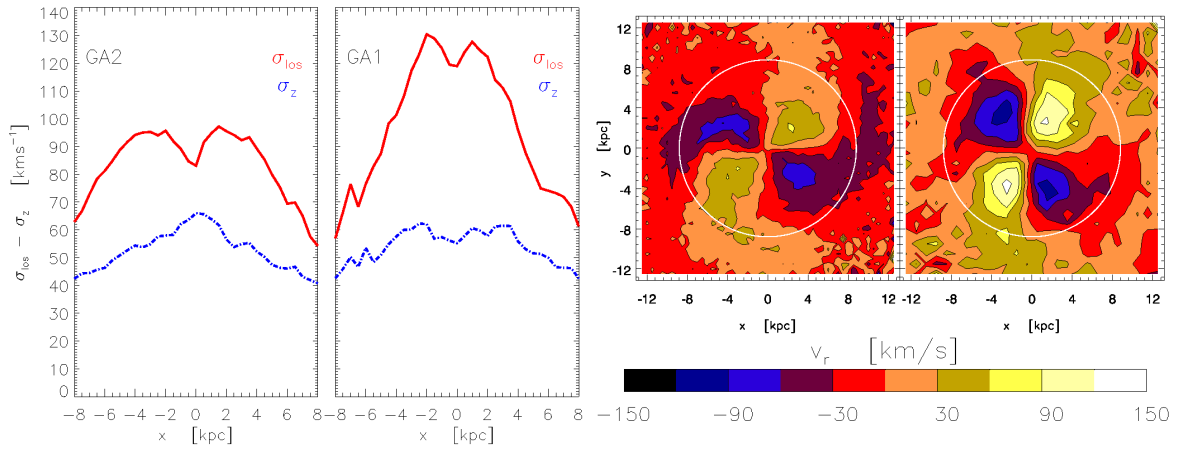 GA2
σlos
σz
GA1
σlos
σz
σlos − σz [kms⁻¹]
130
120
110
100
90
80
70
60
50
40
30
20
10
0
−8 −6 −4 −2 0 2 4 6 8
−8 −6 −4 −2 0 2 4 6 8
x [kpc]
x [kpc]
y [kpc]
12
8
4
0
-4
-8
-12
-12 -8 -4 0 4 8 12
-12 -8 -4 0 4 8 12
x [kpc]
x [kpc]
vr [km/s]
−150 −90 −30 30 90 150